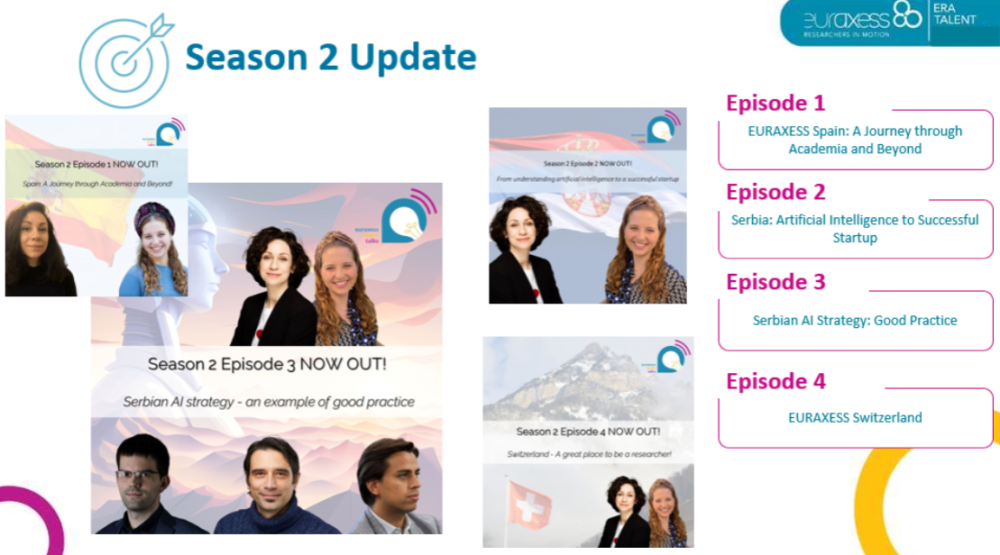 euraxess
RESEARCHERS IN MOTION
ERA
TALENT
Season 2 Update
Season 2 Episode 1 NOW OUT!
Spain: A Journey through Academia and Beyond!
euraxess
talks
Season 2 Episode 3 NOW OUT!
Serbian AI strategy - an example of good practice
Season 2 Episode 2 NOW OUT!
From understanding artificial intelligence to a successful startup
Season 2 Episode 4 NOW OUT!
Switzerland - A great place to be a researcher!
Episode 1
EURAXESS Spain: A Journey through
Academia and Beyond
Episode 2
Serbia: Artificial Intelligence to Successful
Startup
Episode 3
Serbian AI Strategy: Good Practice
Episode 4
EURAXESS Switzerland